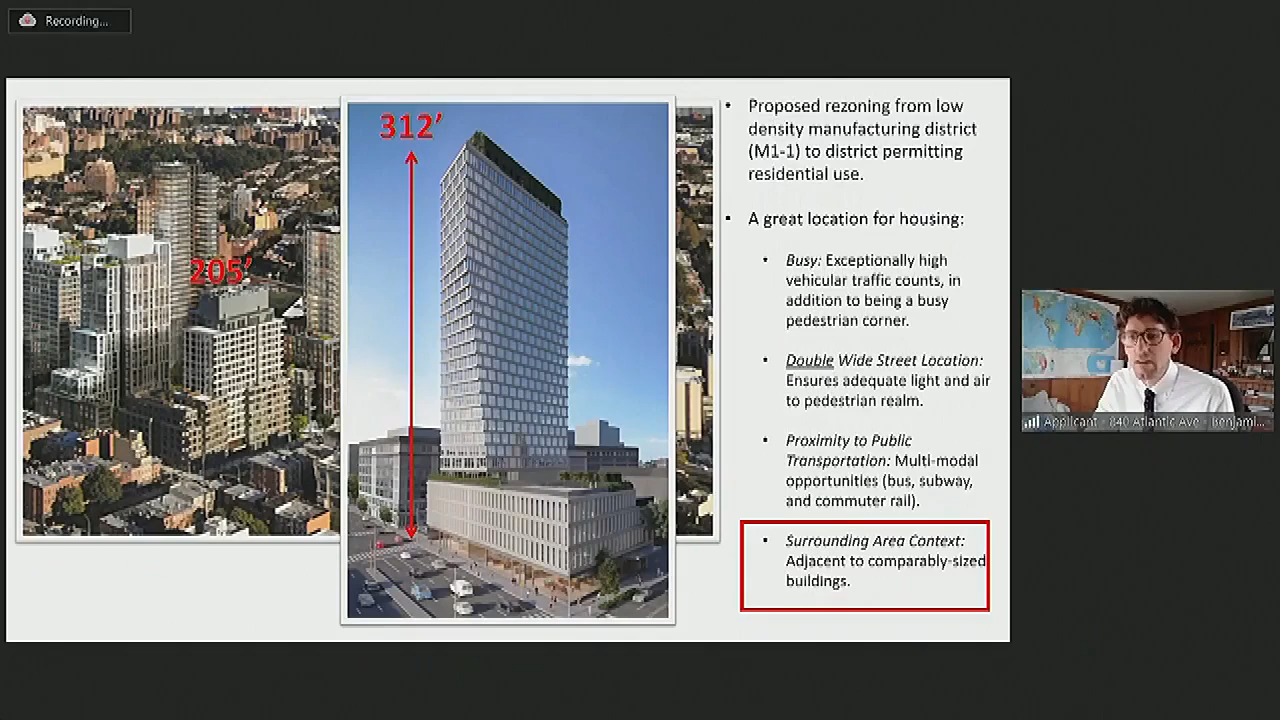 Recording...
312’
205’
• Proposed rezoning from low
density manufacturing district
(M1-1) to district permitting
residential use.
• A great location for housing:
• Busy: Exceptionally high
vehicular traffic counts, in
addition to being a busy
pedestrian corner.
• Double Wide Street Location:
Ensures adequate light and air
to pedestrian realm.
• Proximity to Public
Transportation: Multi-modal
opportunities (bus, subway,
and commuter rail).
• Surrounding Area Context:
Adjacent to comparably-sized
buildings.
Applicant - 840 Atlantic Ave - Benjami...